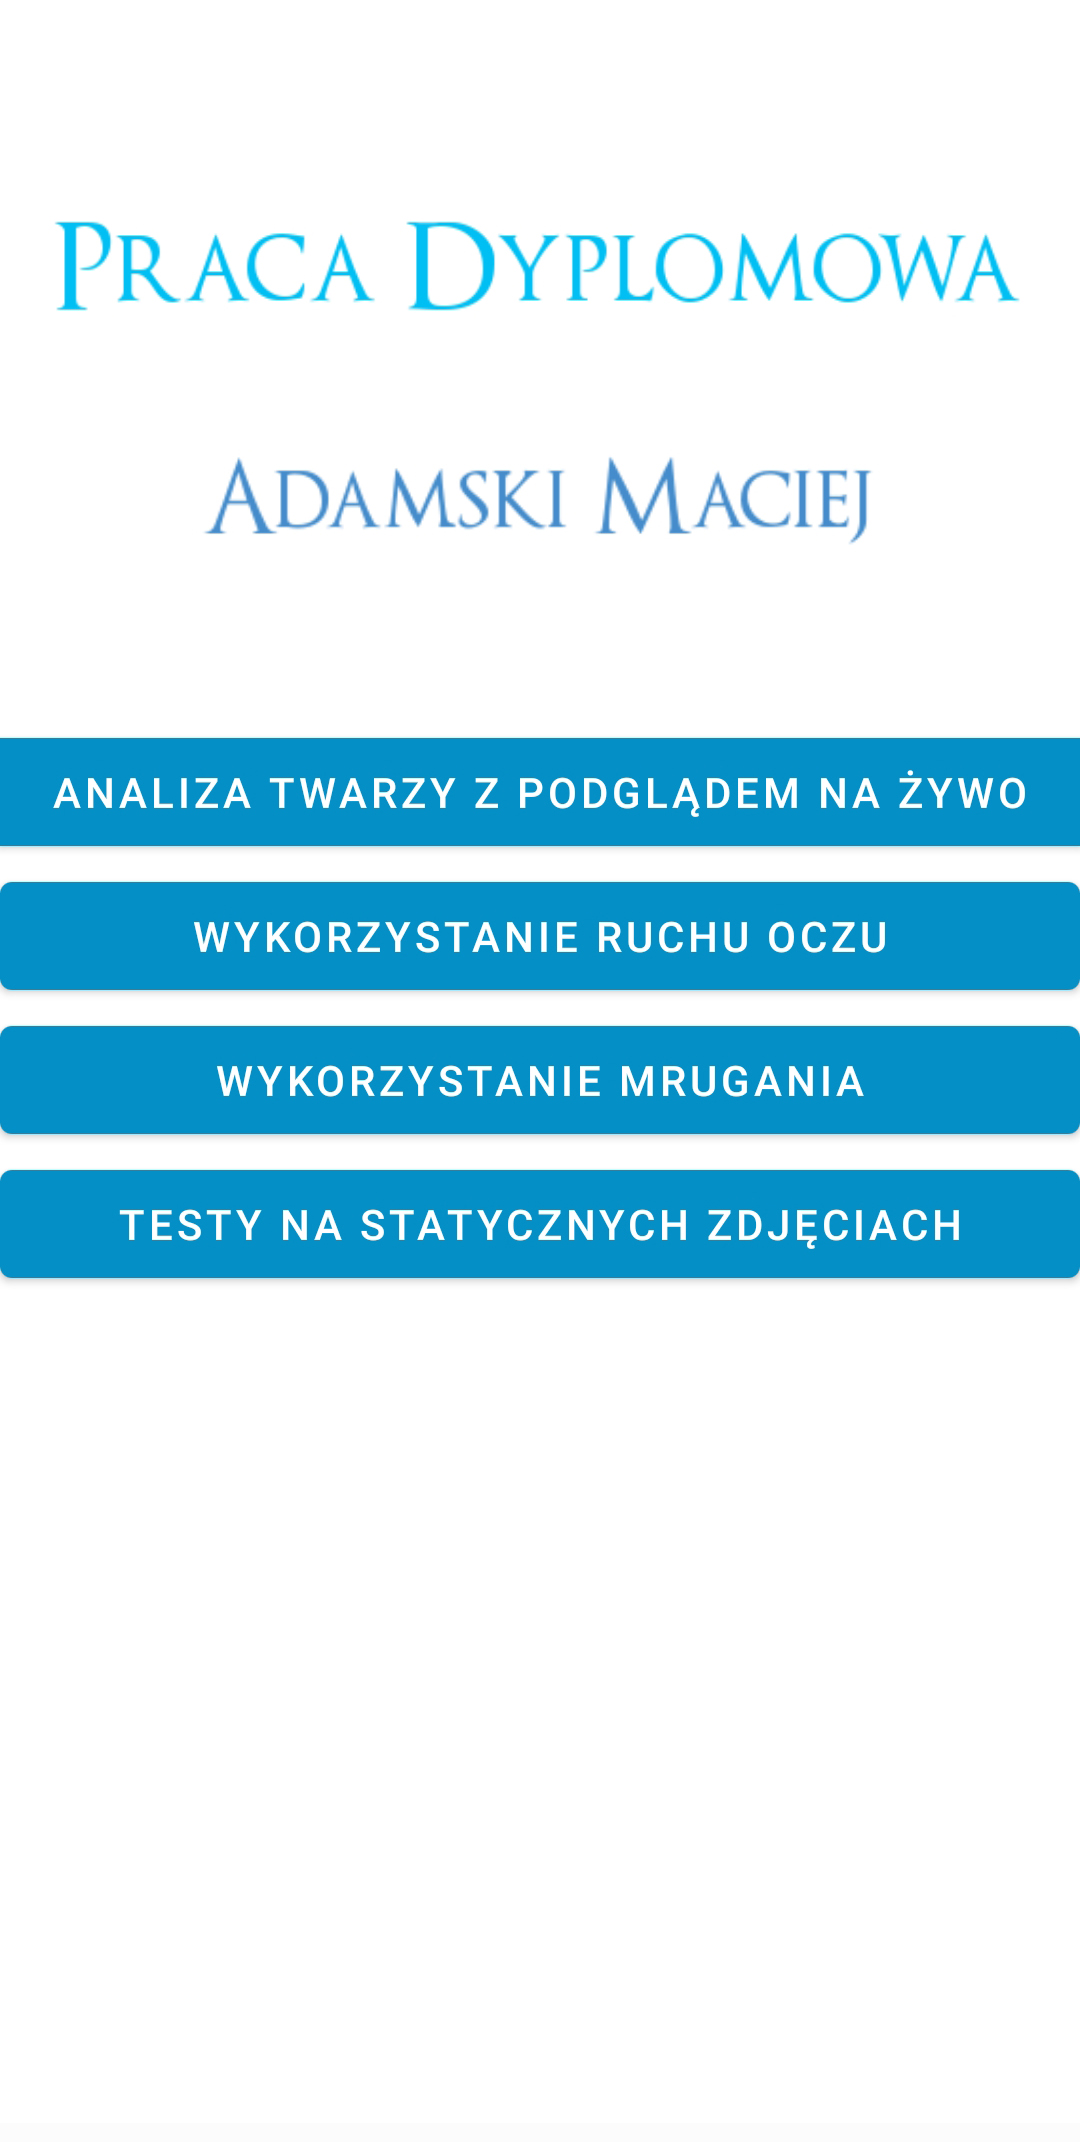 PRACA DYPLOMOWA
ADAMSKI MACIEJ
ANALIZA TWARZY Z PODGLĄDEM NA ŻYWO
WYKORZYSTANIE RUCHU OCZU
WYKORZYSTANIE MRUGANIA
TESTY NA STATYCZNYCH ZDJĘCIACH